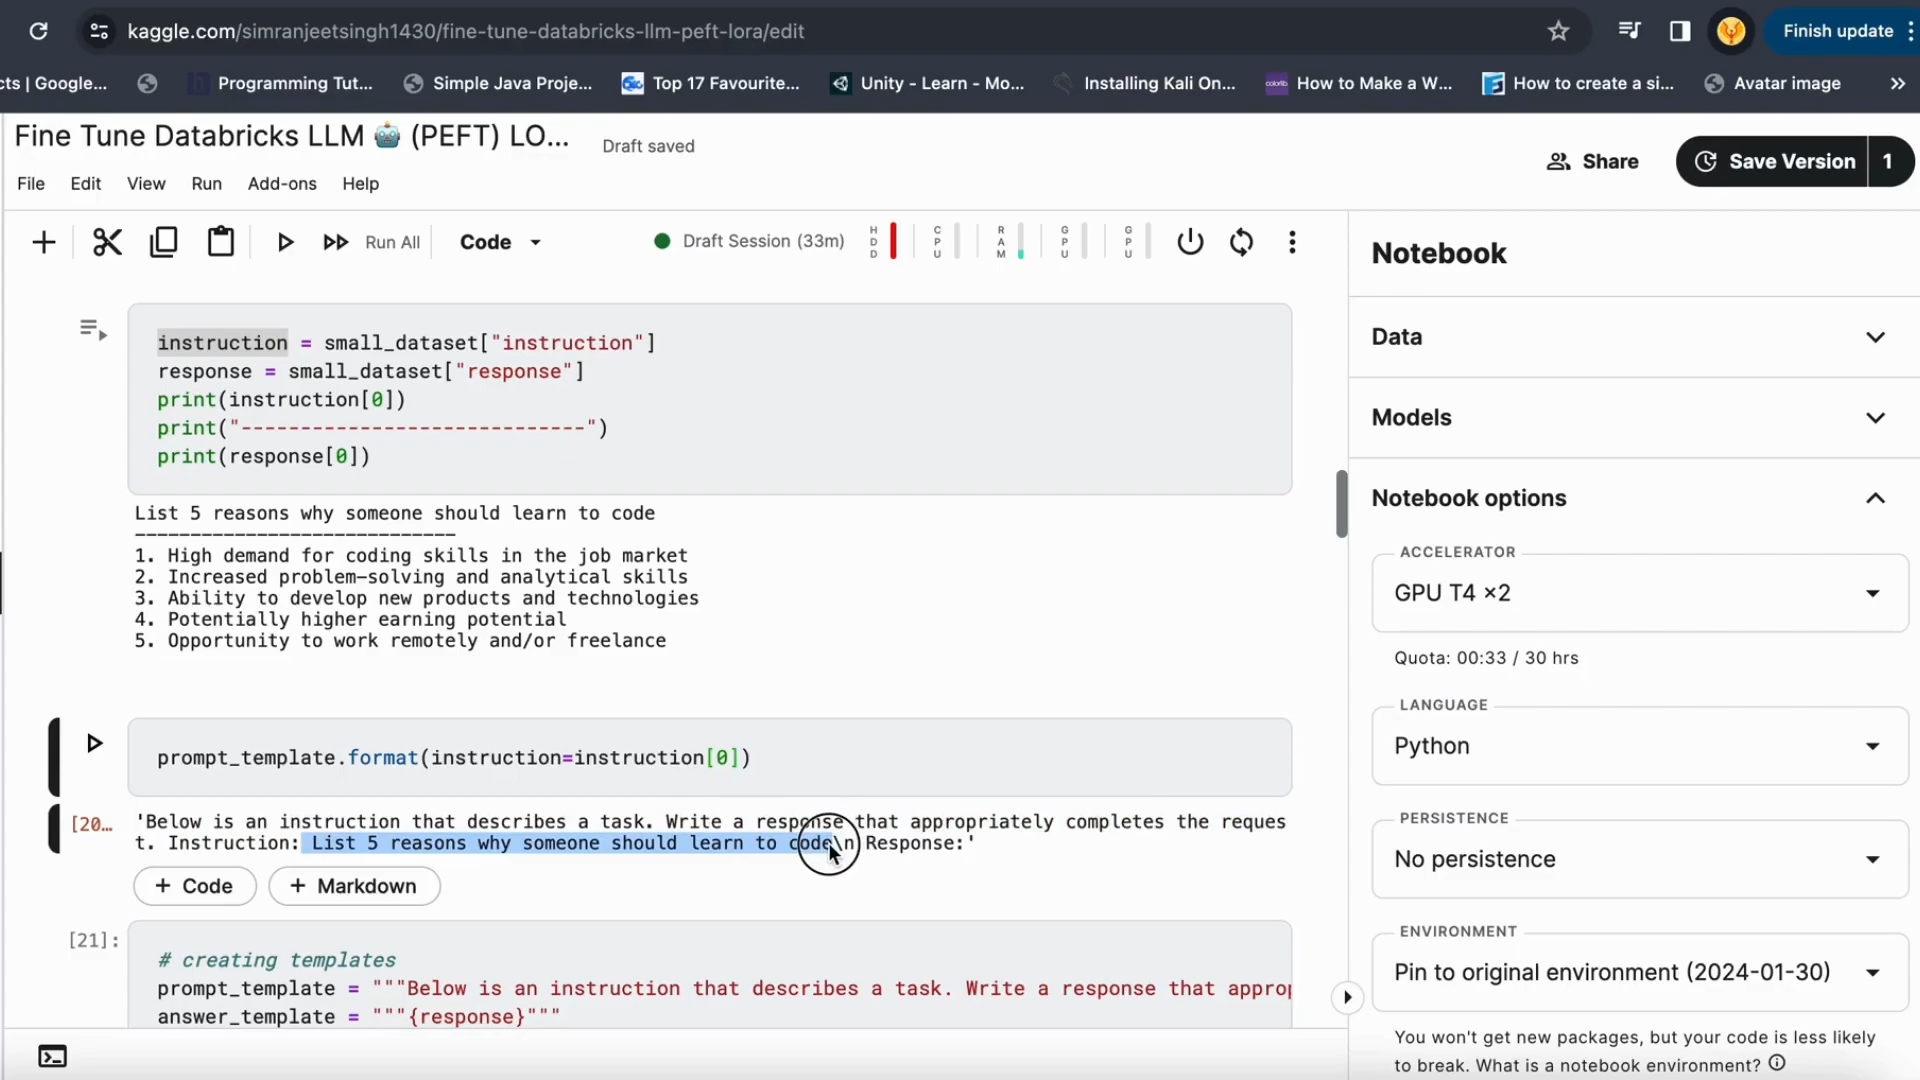 kaggle.com/simranjeetsingh1430/fine-tune-databricks-llm-peft-lora/edit
Finish update
cts | Google...
Programming Tut...
Simple Java Proje...
Top 17 Favourite...
Unity - Learn - Mo...
Installing Kali On...
How to Make a W...
How to create a si...
Avatar image
Fine Tune Databricks LLM 🤖 (PEFT) LO...
Draft saved
Share
Save Version
1
File
Edit
View
Run
Add-ons
Help
Run All
Code
Draft Session (33m)
HDD
CPU
RAM
GPU
GPU
Notebook
Data
Models
Notebook options
ACCELERATOR
GPU T4 ×2
Quota: 00:33 / 30 hrs
LANGUAGE
Python
PERSISTENCE
No persistence
ENVIRONMENT
Pin to original environment (2024-01-30)
You won't get new packages, but your code is less likely
to break. What is a notebook environment?
instruction = small_dataset["instruction"]
response = small_dataset["response"]
print(instruction[0])
print("-----------------------------")
print(response[0])
List 5 reasons why someone should learn to code
-----------------------------
1. High demand for coding skills in the job market
2. Increased problem-solving and analytical skills
3. Ability to develop new products and technologies
4. Potentially higher earning potential
5. Opportunity to work remotely and/or freelance
prompt_template.format(instruction=instruction[0])
[20...
'Below is an instruction that describes a task. Write a response that appropriately completes the reques
t. Instruction: List 5 reasons why someone should learn to code\n Response:'
+ Code
+ Markdown
[21]:
# creating templates
prompt_template = """Below is an instruction that describes a task. Write a response that approp
answer_template = """{response}"""